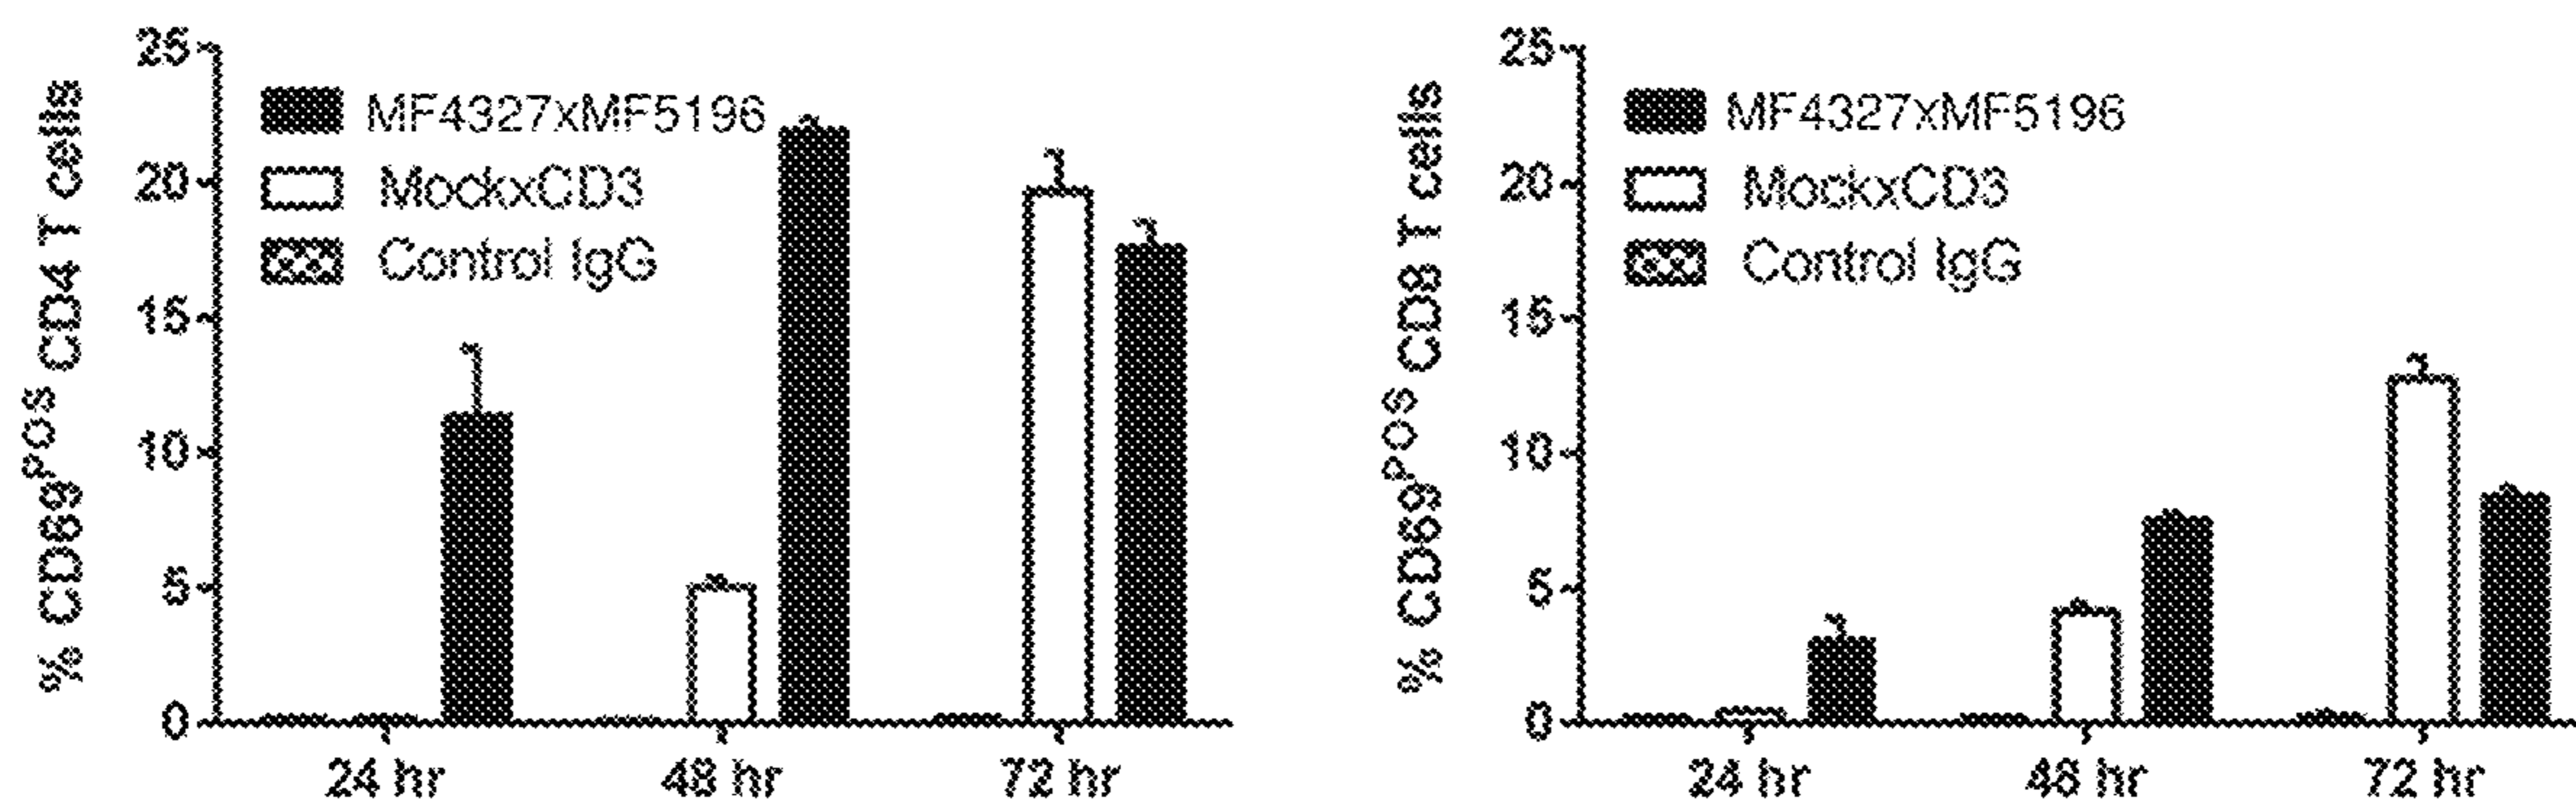 % CD69POS CD4 T cells
25
20
15
10
5
0
MF4327xMF5196
MockxCD3
Control IgG
24 hr
48 hr
72 hr
% CD69POS CD8 T cells
25
20
15
10
5
0
MF4327xMF5196
MockxCD3
Control IgG
24 hr
48 hr
72 hr